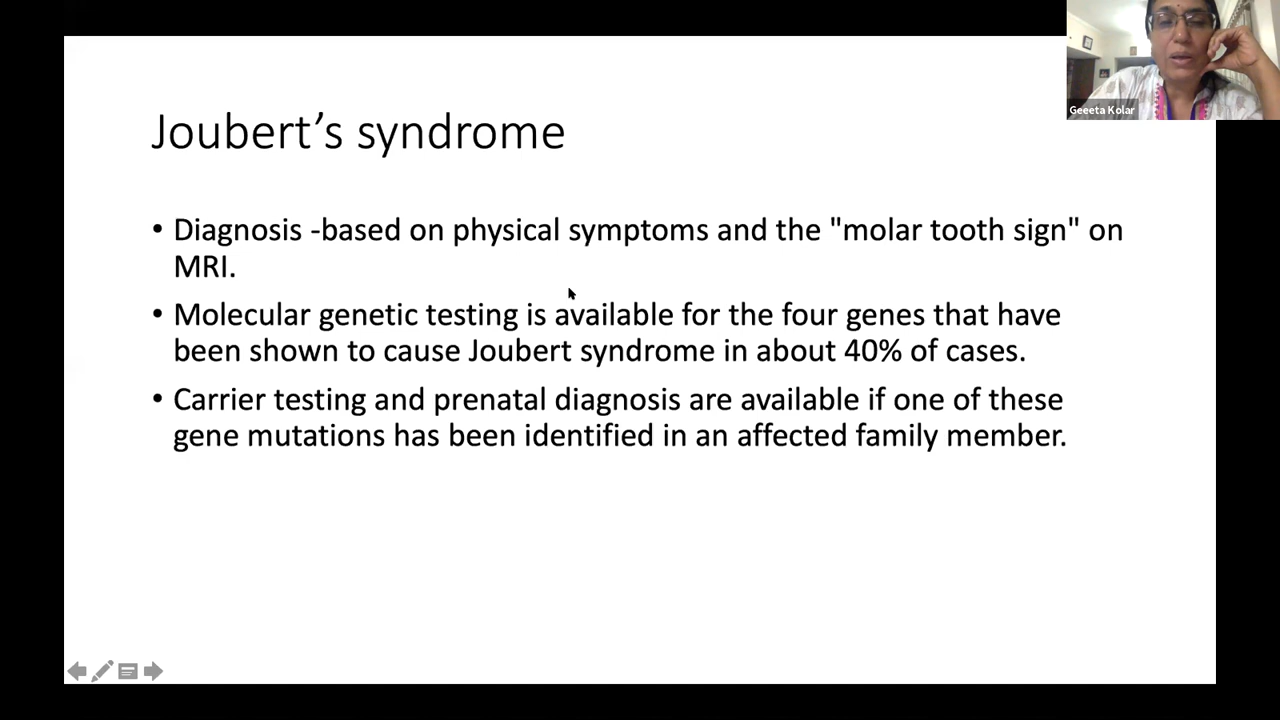 Geeeta Kolar
Joubert’s syndrome
• Diagnosis -based on physical symptoms and the "molar tooth sign" on
MRI.
• Molecular genetic testing is available for the four genes that have
been shown to cause Joubert syndrome in about 40% of cases.
• Carrier testing and prenatal diagnosis are available if one of these
gene mutations has been identified in an affected family member.